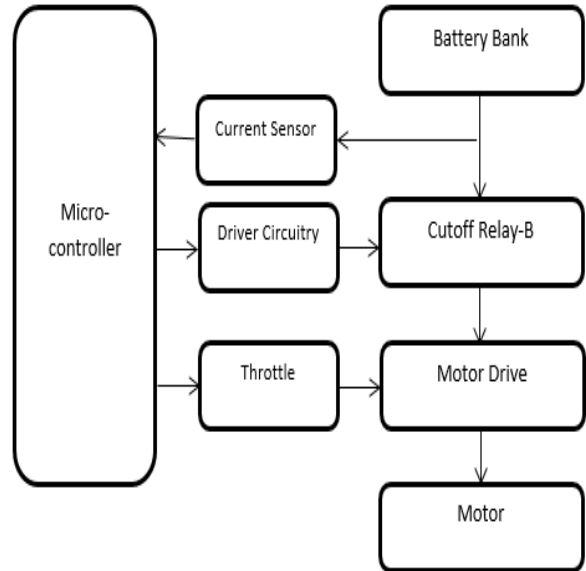 Battery Bank
Current Sensor
Micro-
controller
Driver Circuitry
Cutoff Relay-B
Throttle
Motor Drive
Motor